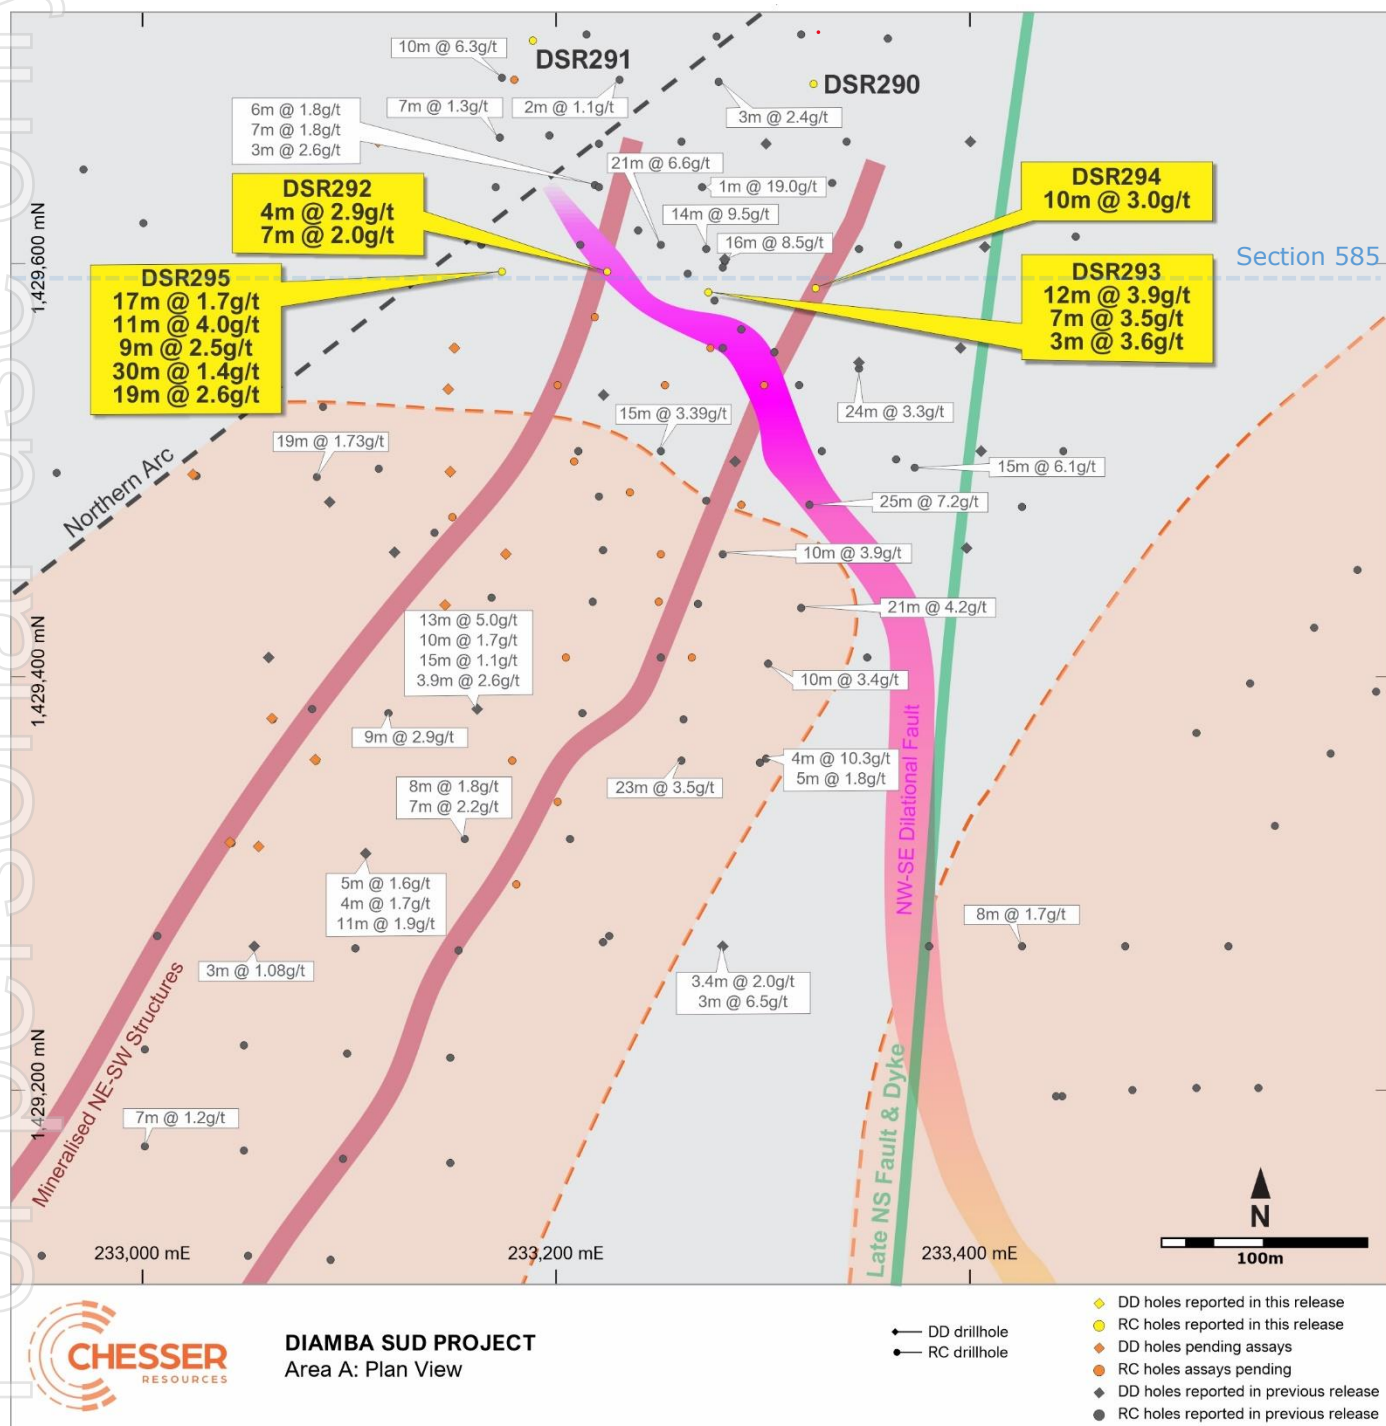 10m @ 6.3g/t
DSR291
DSR290
6m @ 1.8g/t
7m @ 1.8g/t
3m @ 2.6g/t
7m @ 1.3g/t
2m @ 1.1g/t
3m @ 2.4g/t
21m @ 6.6g/t
1m @ 19.0g/t
14m @ 9.5g/t
16m @ 8.5g/t
DSR292
4m @ 2.9g/t
7m @ 2.0g/t
DSR294
10m @ 3.0g/t
1,429,600 mN
Section 585
DSR295
17m @ 1.7g/t
11m @ 4.0g/t
9m @ 2.5g/t
30m @ 1.4g/t
19m @ 2.6g/t
DSR293
12m @ 3.9g/t
7m @ 3.5g/t
3m @ 3.6g/t
15m @ 3.39g/t
24m @ 3.3g/t
19m @ 1.73g/t
15m @ 6.1g/t
Northern Arc
25m @ 7.2g/t
10m @ 3.9g/t
21m @ 4.2g/t
1,429,400 mN
13m @ 5.0g/t
10m @ 1.7g/t
15m @ 1.1g/t
3.9m @ 2.6g/t
10m @ 3.4g/t
9m @ 2.9g/t
8m @ 1.8g/t
7m @ 2.2g/t
23m @ 3.5g/t
4m @ 10.3g/t
5m @ 1.8g/t
NW-SE Dilational Fault
5m @ 1.6g/t
4m @ 1.7g/t
11m @ 1.9g/t
8m @ 1.7g/t
3m @ 1.08g/t
3.4m @ 2.0g/t
3m @ 6.5g/t
1,429,200 mN
Mineralised NE-SW Structures
7m @ 1.2g/t
Late NS Fault & Dyke
N
100m
233,000 mE
233,200 mE
233,400 mE
CHESSER
RESOURCES
DIAMBA SUD PROJECT
Area A: Plan View
DD drillhole
RC drillhole
DD holes reported in this release
RC holes reported in this release
DD holes pending assays
RC holes assays pending
DD holes reported in previous release
RC holes reported in previous release